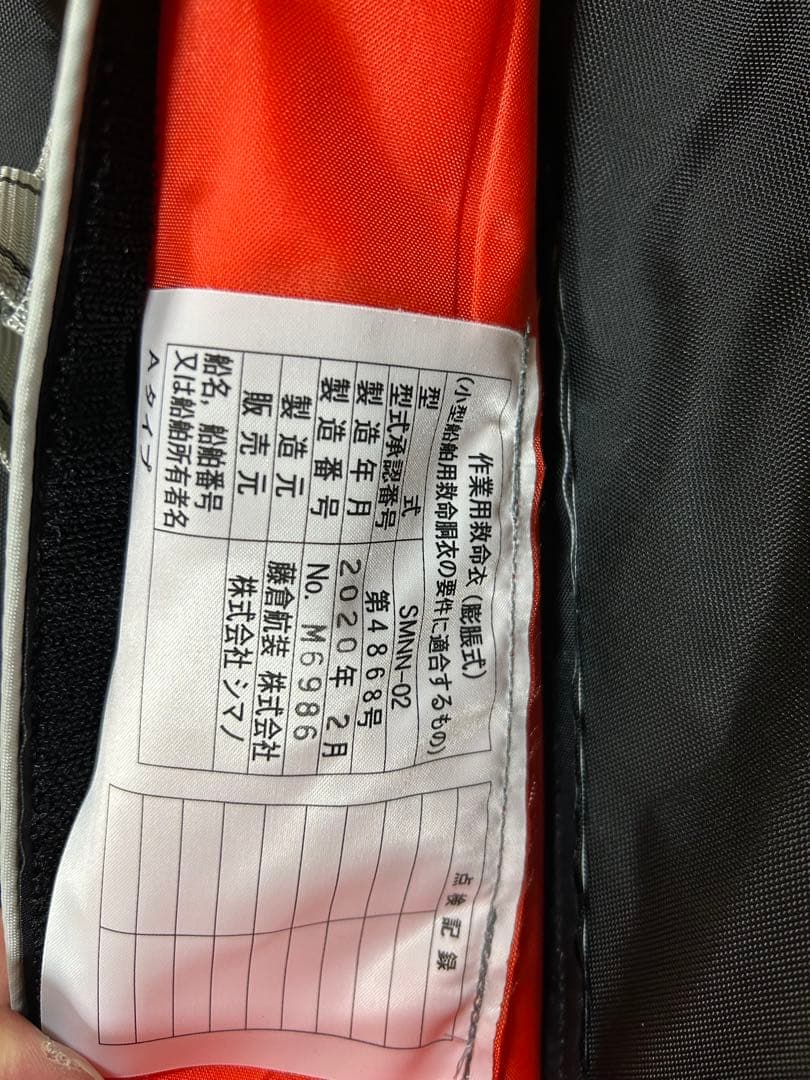 作業用救命衣(膨脹式)
(小型船舶用救命胴衣の要件に適合するもの)
型式 SMNN-02
型式承認番号 第4868号
製造年月 2020年 2月
製造番号 No. M6986
製造元 藤倉航装 株式会社
販売元 株式会社 シマノ
船名, 船舶番号
又は船舶所有者名
Aタイプ
点検記録